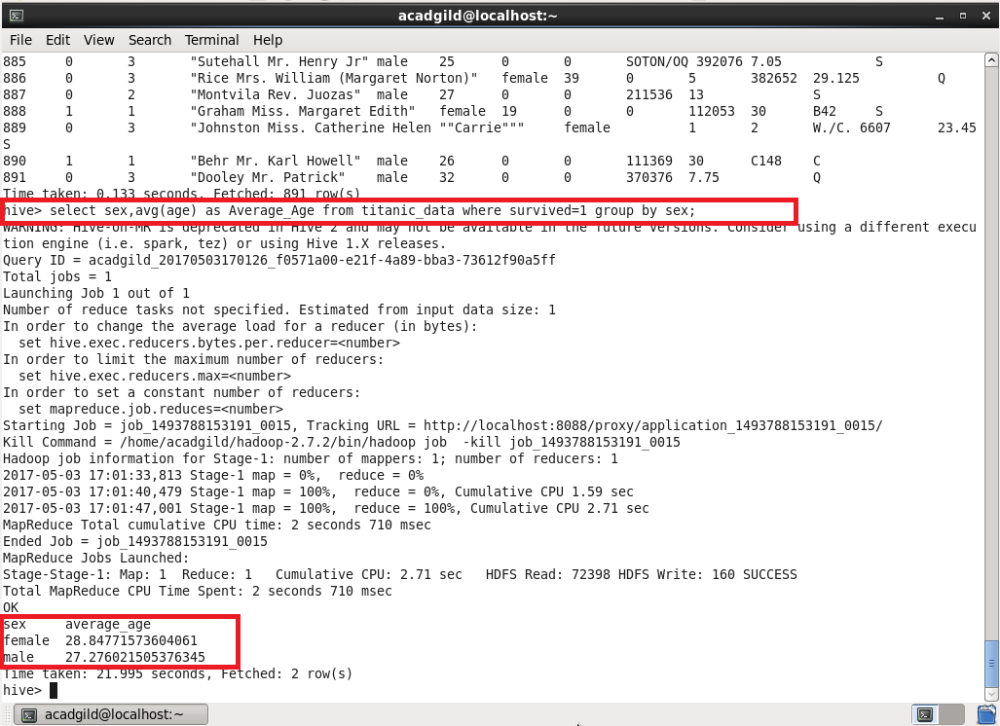 acadgild@localhost:~
File Edit View Search Terminal Help
885 0 3 "Sutehall Mr. Henry Jr" male 25 0 0 SOTON/OQ 392076 7.05 S
886 0 3 "Rice Mrs. William (Margaret Norton)" female 39 0 5 382652 29.125 Q
887 0 2 "Montvila Rev. Juozas" male 27 0 0 211536 13 S
888 1 1 "Graham Miss. Margaret Edith" female 19 0 0 112053 30 B42 S
889 0 3 "Johnston Miss. Catherine Helen ""Carrie""" female 1 2 W./C. 6607 23.45
S
890 1 1 "Behr Mr. Karl Howell" male 26 0 0 111369 30 C148 C
891 0 3 "Dooley Mr. Patrick" male 32 0 0 370376 7.75 Q
Time taken: 0.133 seconds, Fetched: 891 row(s)
hive> select sex,avg(age) as Average_Age from titanic_data where survived=1 group by sex;
WARNING: Hive-on-MR is deprecated in Hive 2 and may not be available in the future versions. Consider using a different execu
tion engine (i.e. spark, tez) or using Hive 1.X releases.
Query ID = acadgild_20170503170126_f0571a00-e21f-4a89-bba3-73612f90a5ff
Total jobs = 1
Launching Job 1 out of 1
Number of reduce tasks not specified. Estimated from input data size: 1
In order to change the average load for a reducer (in bytes):
  set hive.exec.reducers.bytes.per.reducer=<number>
In order to limit the maximum number of reducers:
  set hive.exec.reducers.max=<number>
In order to set a constant number of reducers:
  set mapreduce.job.reduces=<number>
Starting Job = job_1493788153191_0015, Tracking URL = http://localhost:8088/proxy/application_1493788153191_0015/
Kill Command = /home/acadgild/hadoop-2.7.2/bin/hadoop job  -kill job_1493788153191_0015
Hadoop job information for Stage-1: number of mappers: 1; number of reducers: 1
2017-05-03 17:01:33,813 Stage-1 map = 0%,  reduce = 0%
2017-05-03 17:01:40,479 Stage-1 map = 100%,  reduce = 0%, Cumulative CPU 1.59 sec
2017-05-03 17:01:47,001 Stage-1 map = 100%,  reduce = 100%, Cumulative CPU 2.71 sec
MapReduce Total cumulative CPU time: 2 seconds 710 msec
Ended Job = job_1493788153191_0015
MapReduce Jobs Launched:
Stage-Stage-1: Map: 1  Reduce: 1   Cumulative CPU: 2.71 sec   HDFS Read: 72398 HDFS Write: 160 SUCCESS
Total MapReduce CPU Time Spent: 2 seconds 710 msec
OK
sex average_age
female 28.84771573604061
male 27.276021505376345
Time taken: 21.995 seconds, Fetched: 2 row(s)
hive>
acadgild@localhost:~